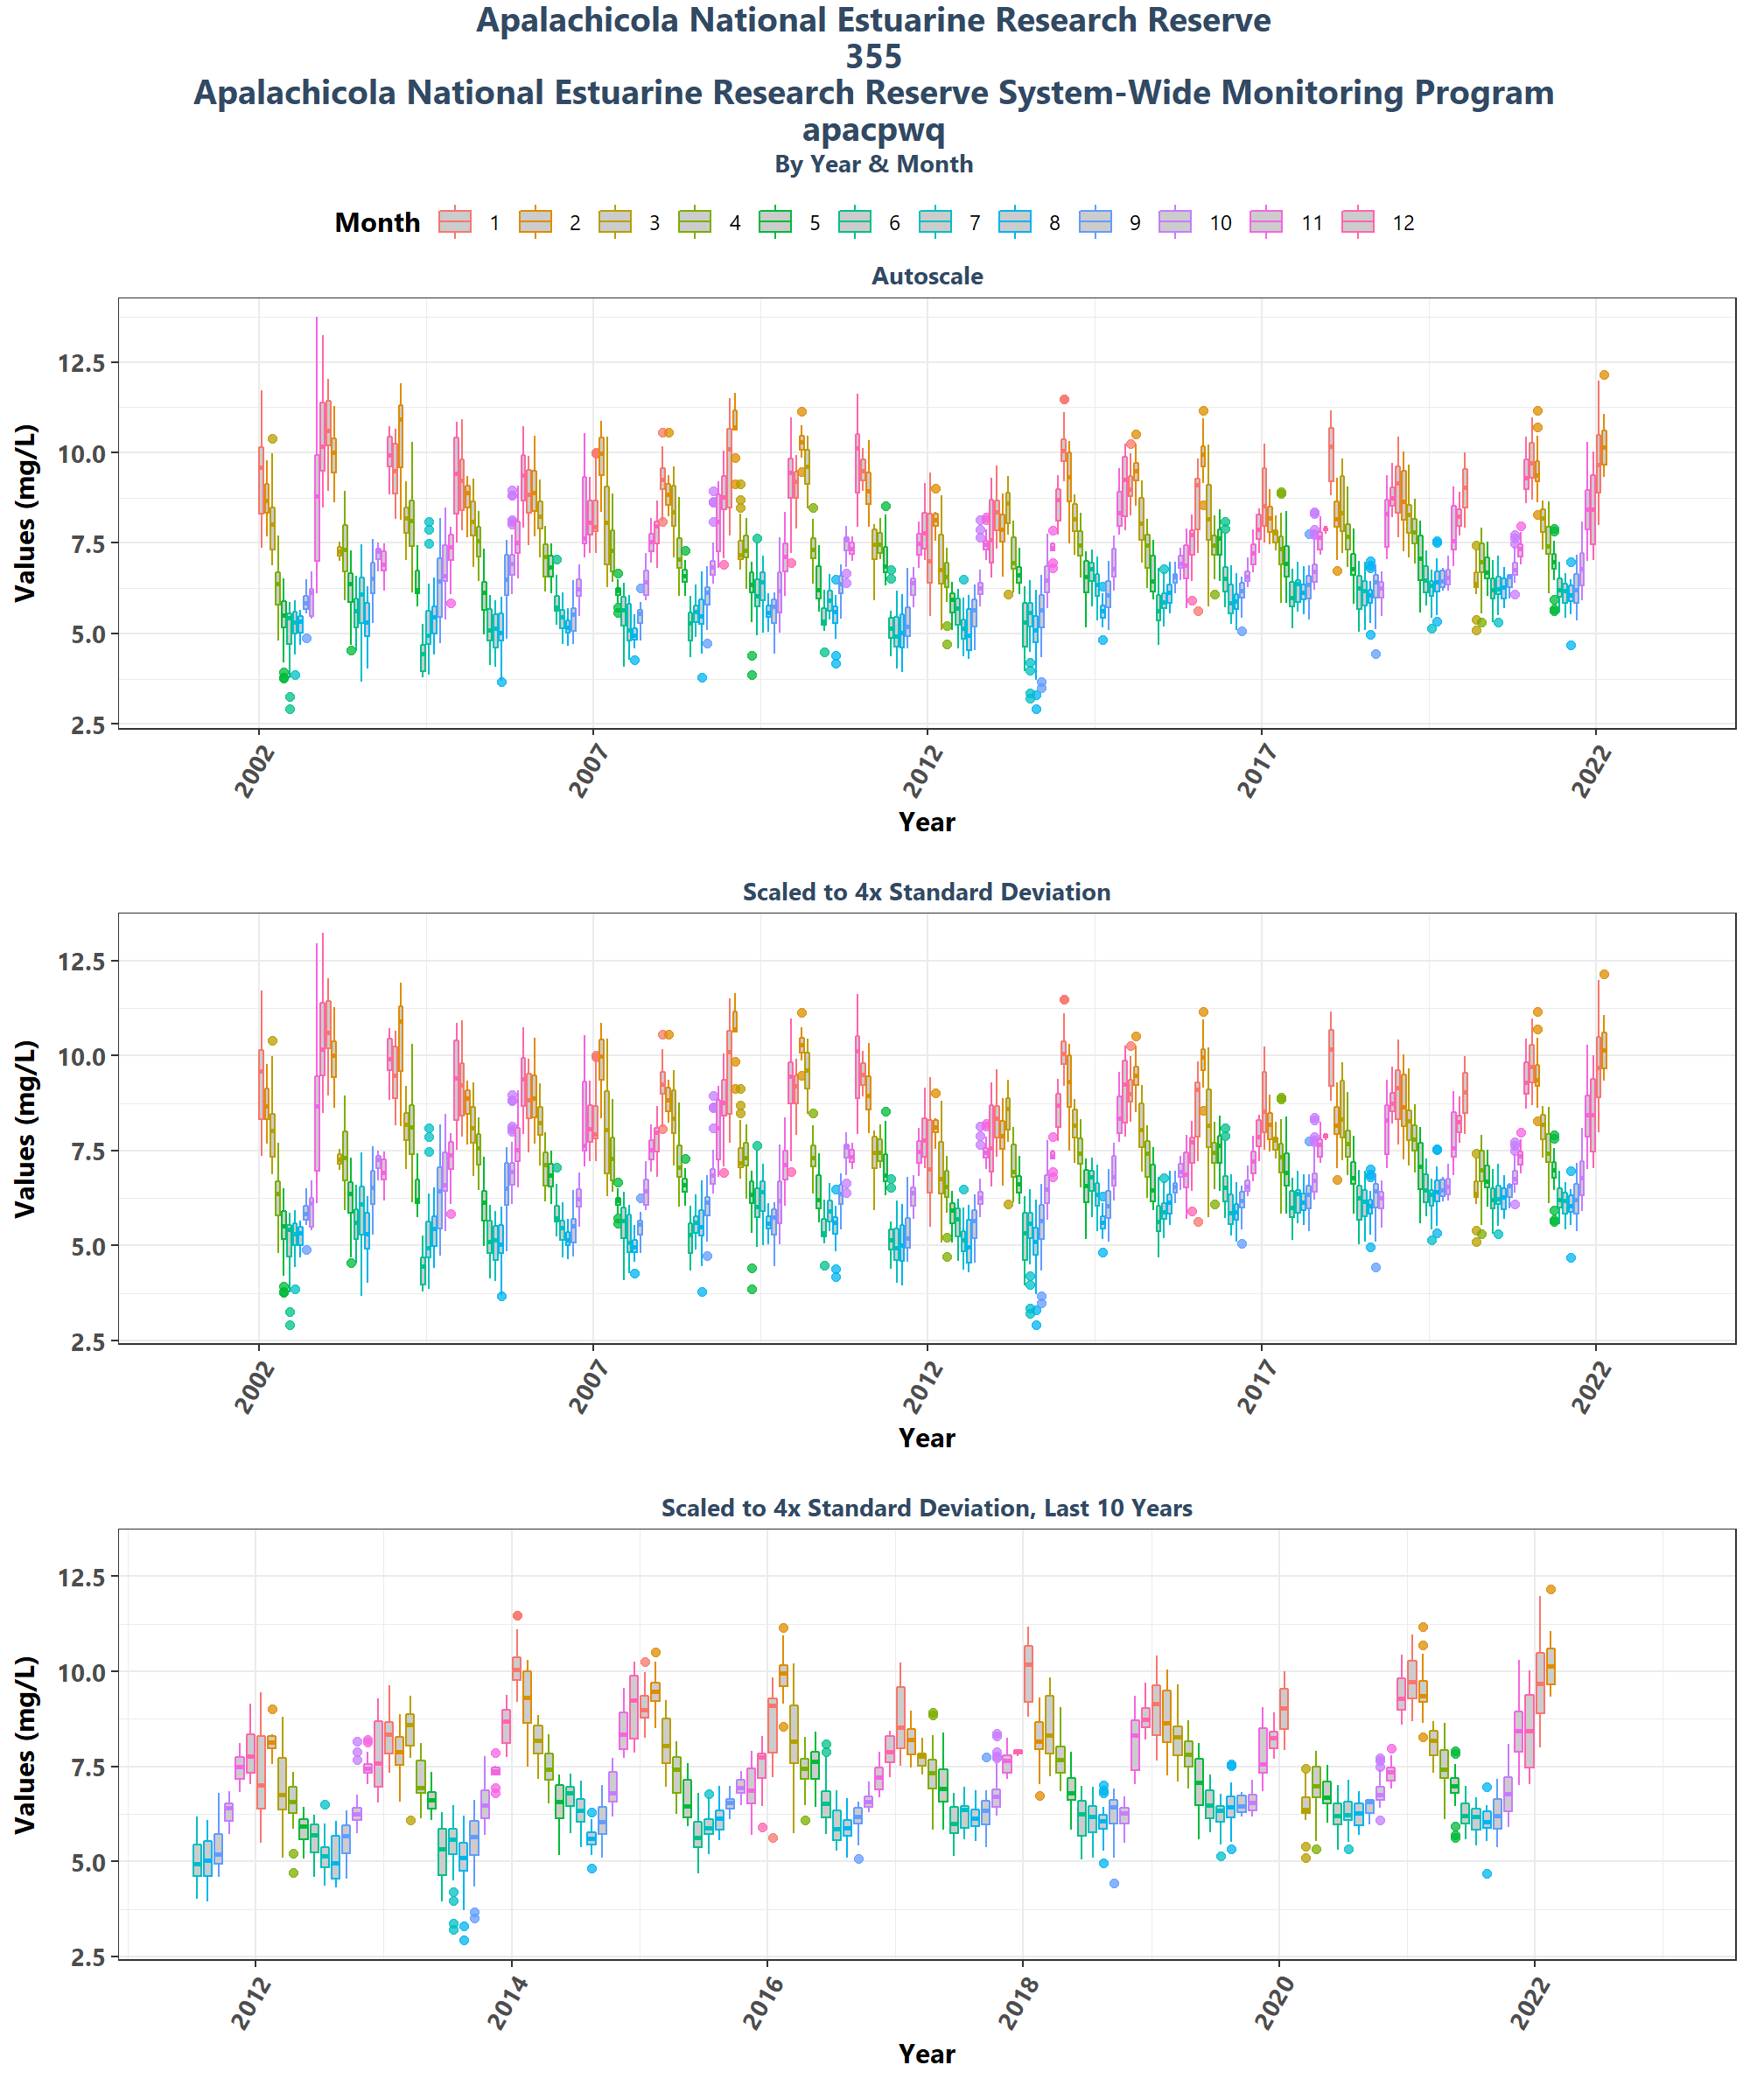 Apalachicola National Estuarine Research Reserve
355
Apalachicola National Estuarine Research Reserve System-Wide Monitoring Program
apacpwq
By Year & Month
Month 1 2 3 4 5 6 7 8 9 10 11 12
Autoscale
Values (mg/L)
12.5
10.0
7.5
5.0
2.5
2002 2007 2012 2017 2022
Year
Scaled to 4x Standard Deviation
Values (mg/L)
12.5
10.0
7.5
5.0
2.5
2002 2007 2012 2017 2022
Year
Scaled to 4x Standard Deviation, Last 10 Years
Values (mg/L)
12.5
10.0
7.5
5.0
2.5
2012 2014 2016 2018 2020 2022
Year